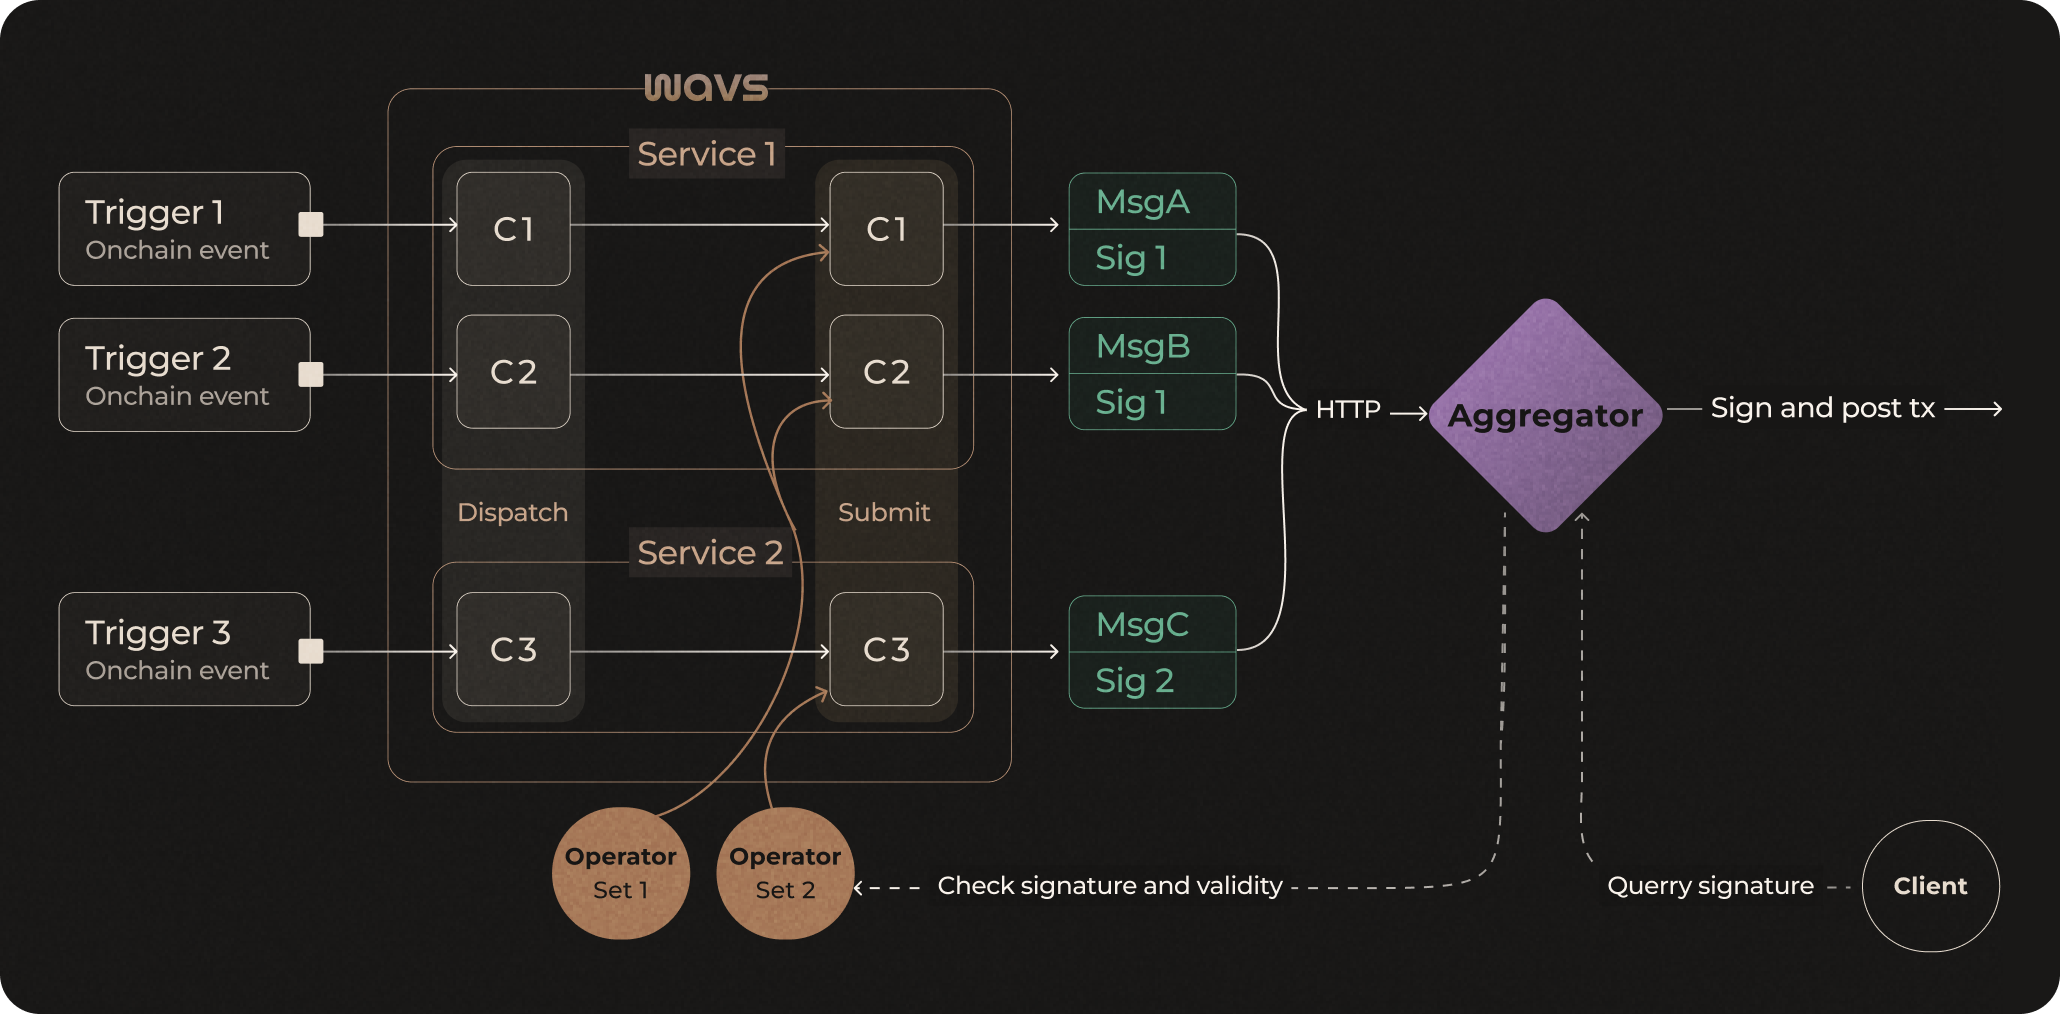 WAVS
Service 1
Trigger 1
Onchain event
C1
C1
MsgA
Sig 1
Trigger 2
Onchain event
C2
C2
MsgB
Sig 1
HTTP
Aggregator
Sign and post tx
Dispatch
Submit
Service 2
Trigger 3
Onchain event
C3
C3
MsgC
Sig 2
Operator
Set 1
Operator
Set 2
Check signature and validity
Querry signature
Client